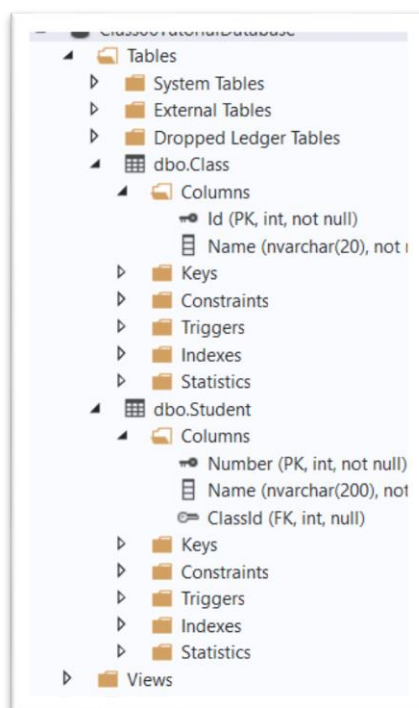 Tables
System Tables
External Tables
Dropped Ledger Tables
dbo.Class
Columns
Id (PK, int, not null)
Name (nvarchar(20), not
Keys
Constraints
Triggers
Indexes
Statistics
dbo.Student
Columns
Number (PK, int, not null)
Name (nvarchar(200), not
ClassId (FK, int, null)
Keys
Constraints
Triggers
Indexes
Statistics
Views